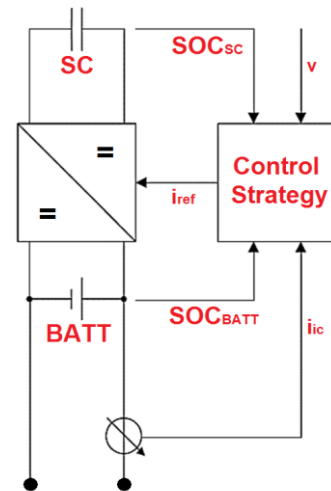 SC
SOCSC
v
=
=
Control
Strategy
iref
BATT
SOCBATT
iic